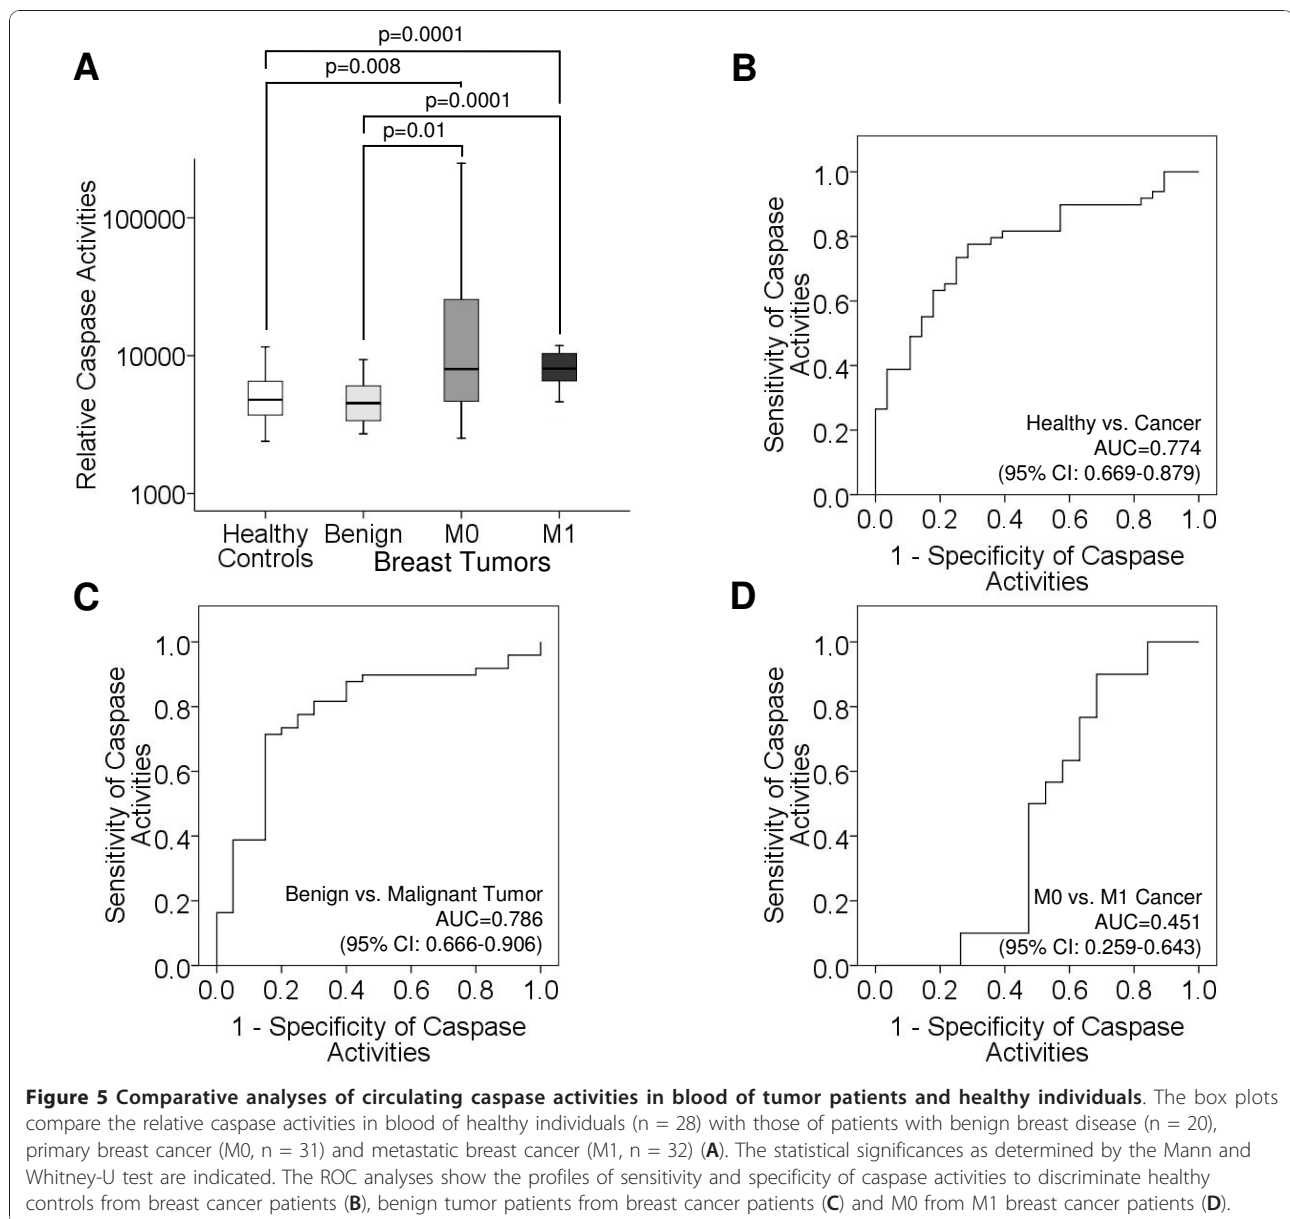 A
p=0.0001
p=0.008
p=0.0001
p=0.01
Relative Caspase Activities
100000
10000
1000
Healthy Controls
Benign
M0
M1
Breast Tumors
B
Sensitivity of Caspase
Activities
1.0
0.8
0.6
0.4
0.2
0.0
Healthy vs. Cancer
AUC=0.774
(95% CI: 0.669-0.879)
0.0 0.2 0.4 0.6 0.8 1.0
1 - Specificity of Caspase
Activities
C
Sensitivity of Caspase
Activities
1.0
0.8
0.6
0.4
0.2
0.0
Benign vs. Malignant Tumor
AUC=0.786
(95% CI: 0.666-0.906)
0.0 0.2 0.4 0.6 0.8 1.0
1 - Specificity of Caspase
Activities
D
Sensitivity of Caspase
Activities
1.0
0.8
0.6
0.4
0.2
0.0
M0 vs. M1 Cancer
AUC=0.451
(95% CI: 0.259-0.643)
0.0 0.2 0.4 0.6 0.8 1.0
1 - Specificity of Caspase
Activities
Figure 5 Comparative analyses of circulating caspase activities in blood of tumor patients and healthy individuals. The box plots
compare the relative caspase activities in blood of healthy individuals (n = 28) with those of patients with benign breast disease (n = 20),
primary breast cancer (M0, n = 31) and metastatic breast cancer (M1, n = 32) (A). The statistical significances as determined by the Mann and
Whitney-U test are indicated. The ROC analyses show the profiles of sensitivity and specificity of caspase activities to discriminate healthy
controls from breast cancer patients (B), benign tumor patients from breast cancer patients (C) and M0 from M1 breast cancer patients (D).